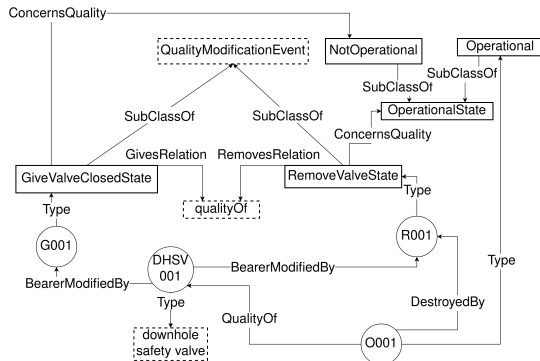 ConcernsQuality
QualityModificationEvent
NotOperational
Operational
SubClassOf
SubClassOf
OperationalState
SubClassOf
SubClassOf
ConcernsQuality
GivesRelation
RemovesRelation
GiveValveClosedState
RemoveValveState
qualityOf
Type
Type
G001
R001
DHSV
001
BearerModifiedBy
Type
BearerModifiedBy
Type
DestroyedBy
QualityOf
downhole
safety valve
O001